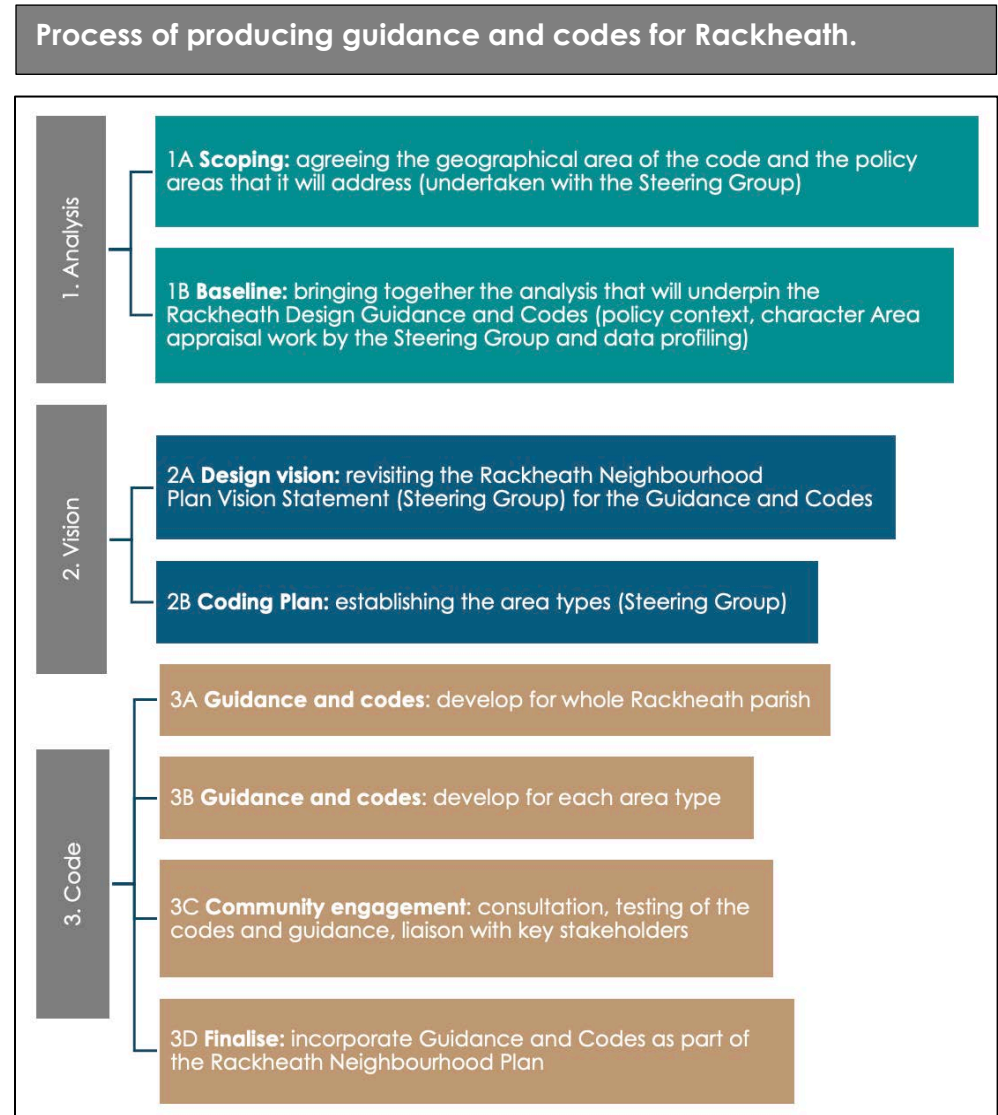 Process of producing guidance and codes for Rackheath.
1. Analysis
1A Scoping: agreeing the geographical area of the code and the policy
areas that it will address (undertaken with the Steering Group)
1B Baseline: bringing together the analysis that will underpin the
Rackheath Design Guidance and Codes (policy context, character Area
appraisal work by the Steering Group and data profiling)
2. Vision
2A Design vision: revisiting the Rackheath Neighbourhood
Plan Vision Statement (Steering Group) for the Guidance and Codes
2B Coding Plan: establishing the area types (Steering Group)
3. Code
3A Guidance and codes: develop for whole Rackheath parish
3B Guidance and codes: develop for each area type
3C Community engagement: consultation, testing of the
codes and guidance, liaison with key stakeholders
3D Finalise: incorporate Guidance and Codes as part of
the Rackheath Neighbourhood Plan